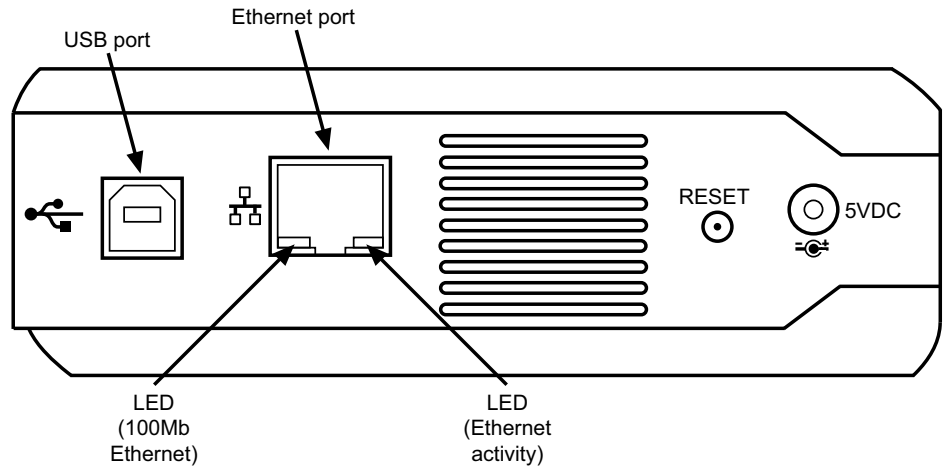 Ethernet port
USB port
RESET
5VDC
LED
(100Mb
Ethernet)
LED
(Ethernet
activity)